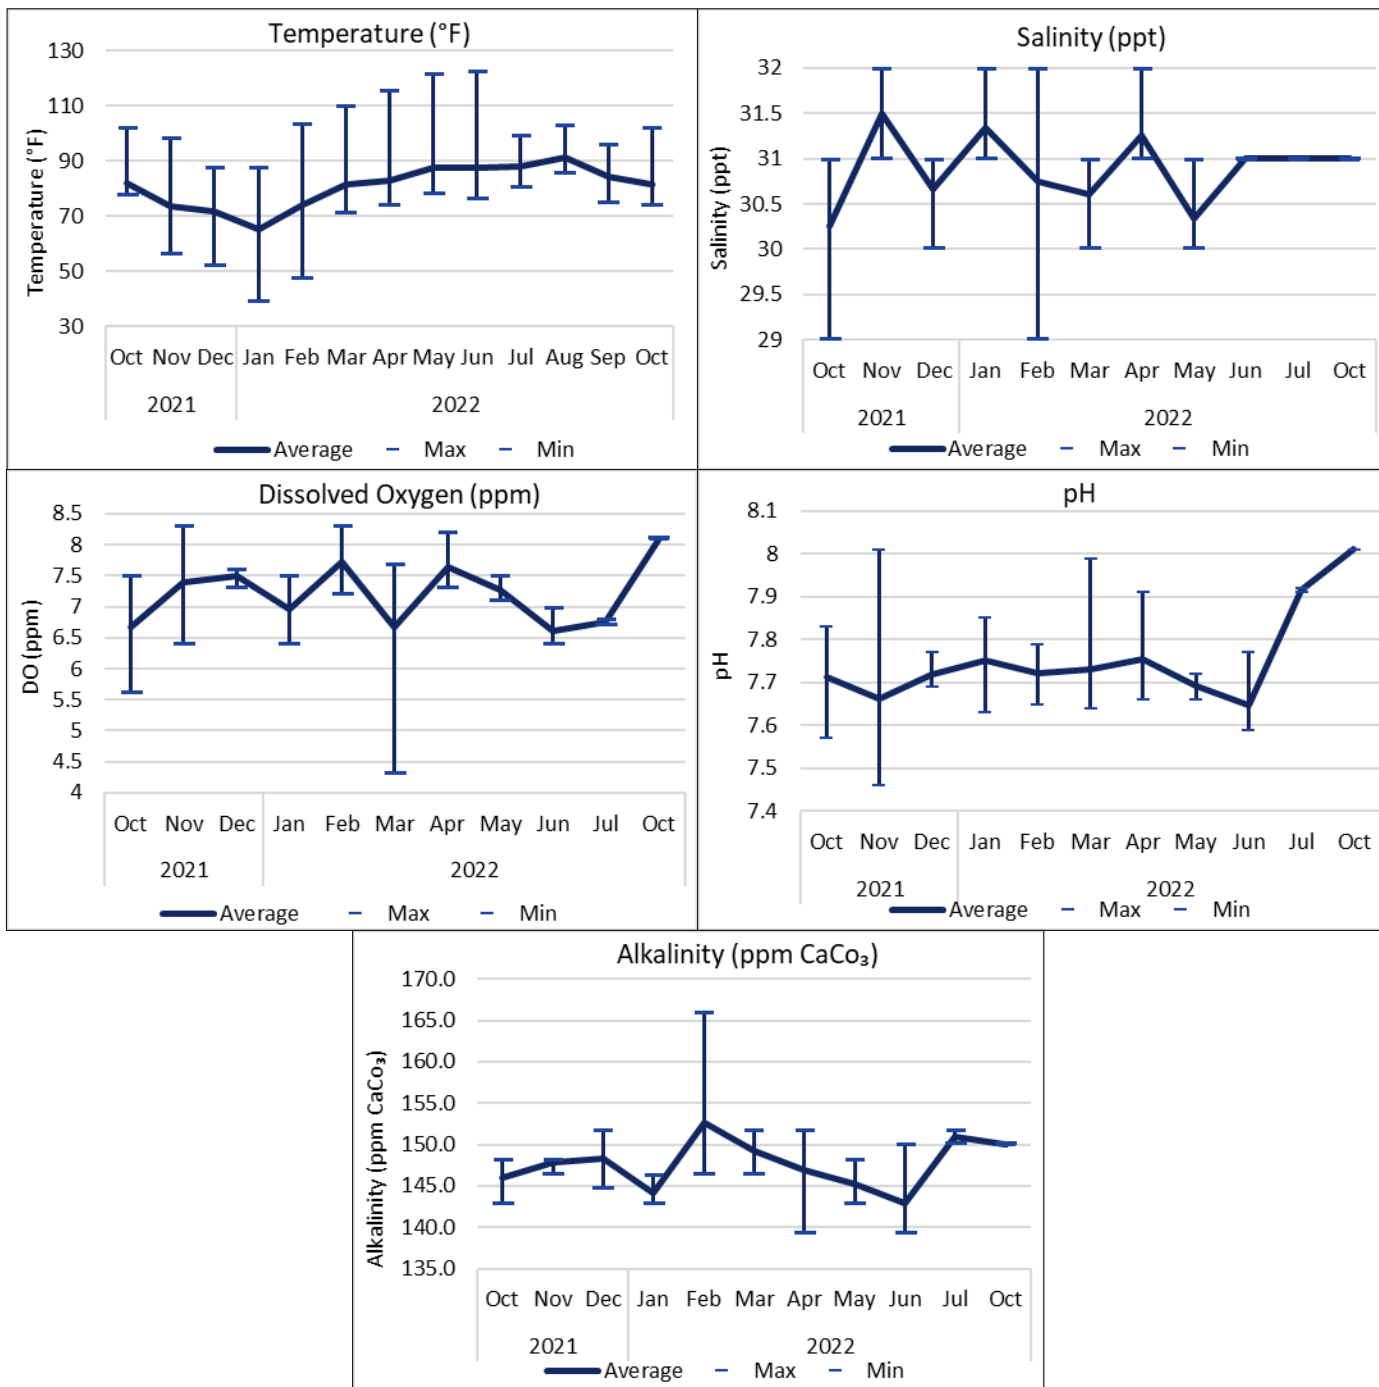 Temperature (°F)
130
110
90
70
50
30
Temperature (°F)
Oct Nov Dec Jan Feb Mar Apr May Jun Jul Aug Sep Oct
2021 2022
Average Max Min
Salinity (ppt)
32
31.5
31
30.5
30
29.5
29
Salinity (ppt)
Oct Nov Dec Jan Feb Mar Apr May Jun Jul Oct
2021 2022
Average Max Min
Dissolved Oxygen (ppm)
8.5
8
7.5
7
6.5
6
5.5
5
4.5
4
DO (ppm)
Oct Nov Dec Jan Feb Mar Apr May Jun Jul Oct
2021 2022
Average Max Min
pH
8.1
8
7.9
7.8
7.7
7.6
7.5
7.4
pH
Oct Nov Dec Jan Feb Mar Apr May Jun Jul Oct
2021 2022
Average Max Min
Alkalinity (ppm CaCo₃)
170.0
165.0
160.0
155.0
150.0
145.0
140.0
135.0
Alkalinity (ppm CaCo₃)
Oct Nov Dec Jan Feb Mar Apr May Jun Jul Oct
2021 2022
Average Max Min